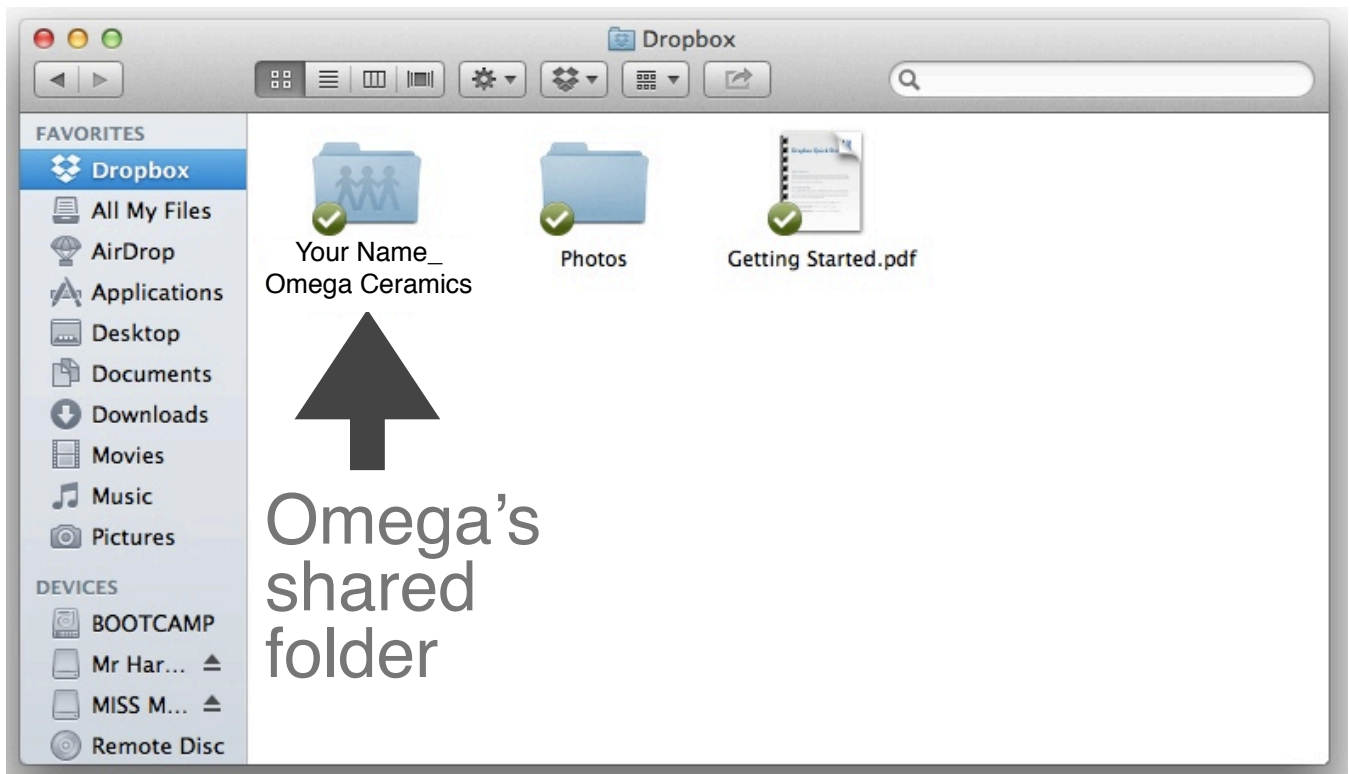 Dropbox
FAVORITES
Dropbox
All My Files
AirDrop
Applications
Desktop
Documents
Downloads
Movies
Music
Pictures
DEVICES
BOOTCAMP
Mr Har...
MISS M...
Remote Disc
Your Name_
Omega Ceramics
Photos
Getting Started.pdf
Omega’s
shared
folder